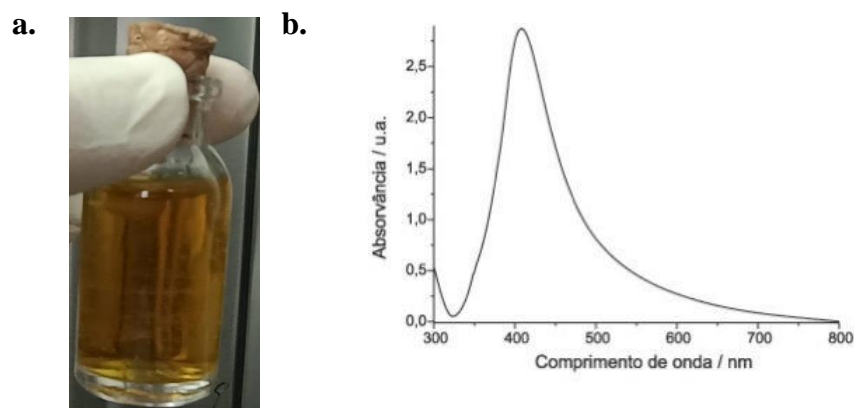 a.
b.
2,5
2,0
1,5
1,0
0,5
0,0
300 400 500 600 700 800
Absorvância / u.a.
Comprimento de onda / nm